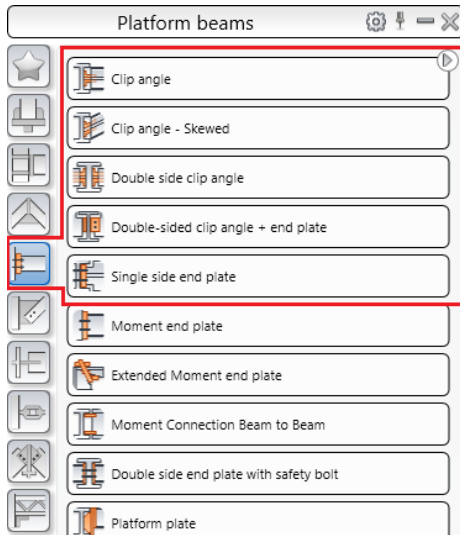 Platform beams
Clip angle
Clip angle - Skewed
Double side clip angle
Double-sided clip angle + end plate
Single side end plate
Moment end plate
Extended Moment end plate
Moment Connection Beam to Beam
Double side end plate with safety bolt
Platform plate